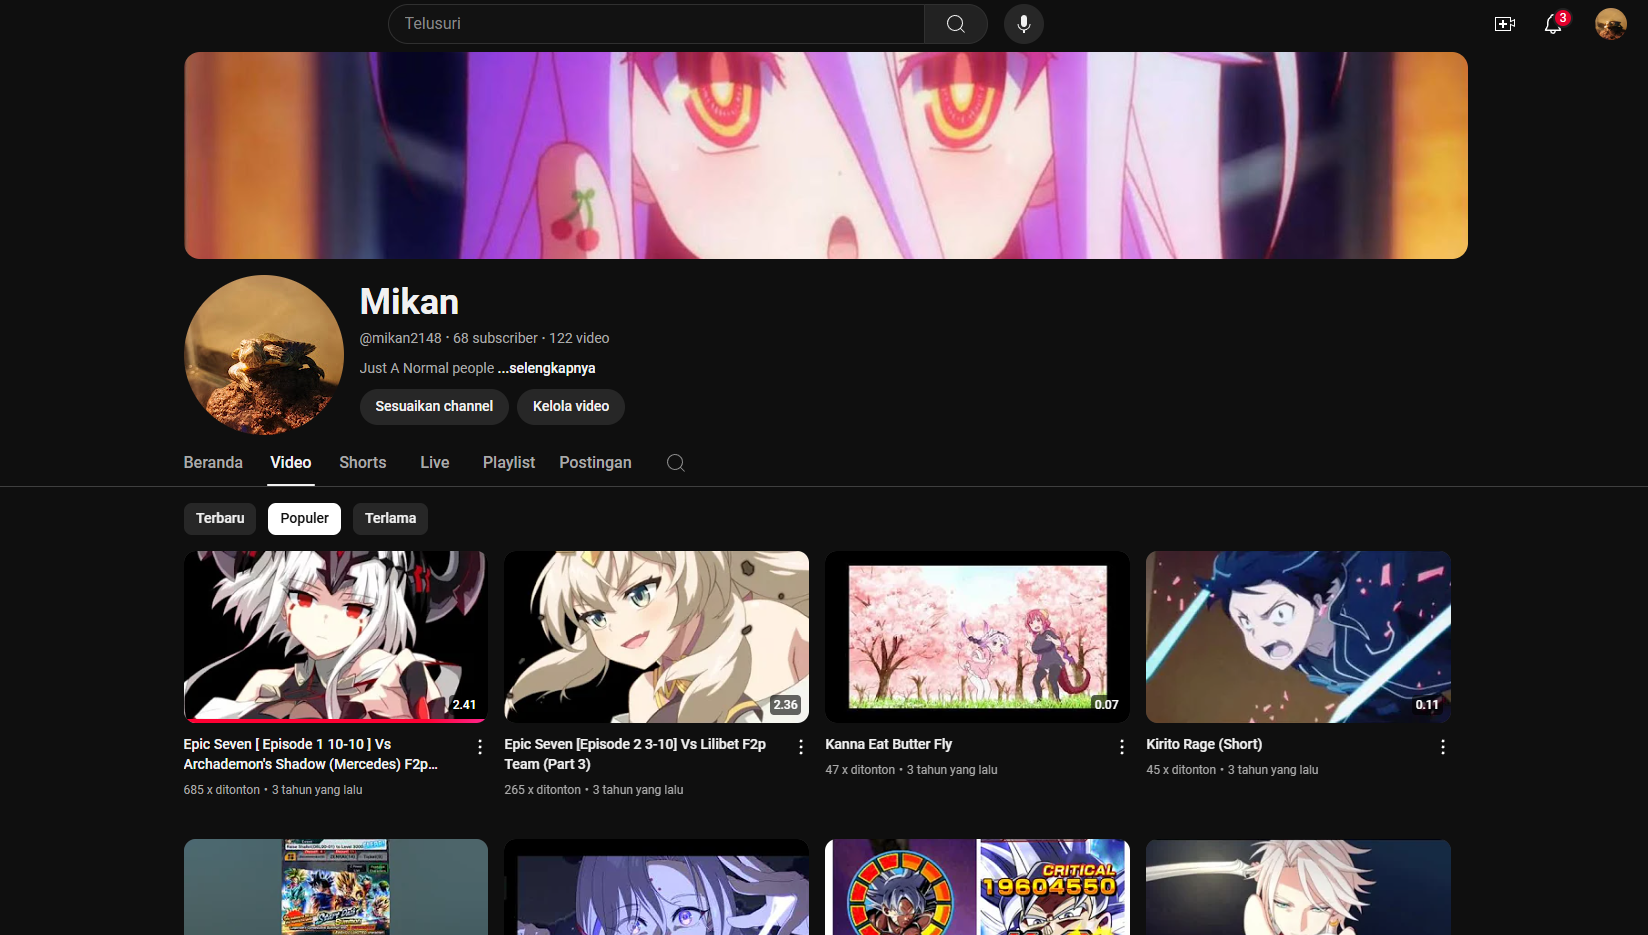 Telusuri
3
Mikan
@mikan2148 • 68 subscriber • 122 video
Just A Normal people ...selengkapnya
Sesuaikan channel
Kelola video
Beranda
Video
Shorts
Live
Playlist
Postingan
Terbaru
Populer
Terlama
2.41
2.36
0.07
0.11
Epic Seven [ Episode 1 10-10 ] Vs
Archademon's Shadow (Mercedes) F2p...
685 x ditonton • 3 tahun yang lalu
Epic Seven [Episode 2 3-10] Vs Lilibet F2p
Team (Part 3)
265 x ditonton • 3 tahun yang lalu
Kanna Eat Butter Fly
47 x ditonton • 3 tahun yang lalu
Kirito Rage (Short)
45 x ditonton • 3 tahun yang lalu
CRITICAL
19604550